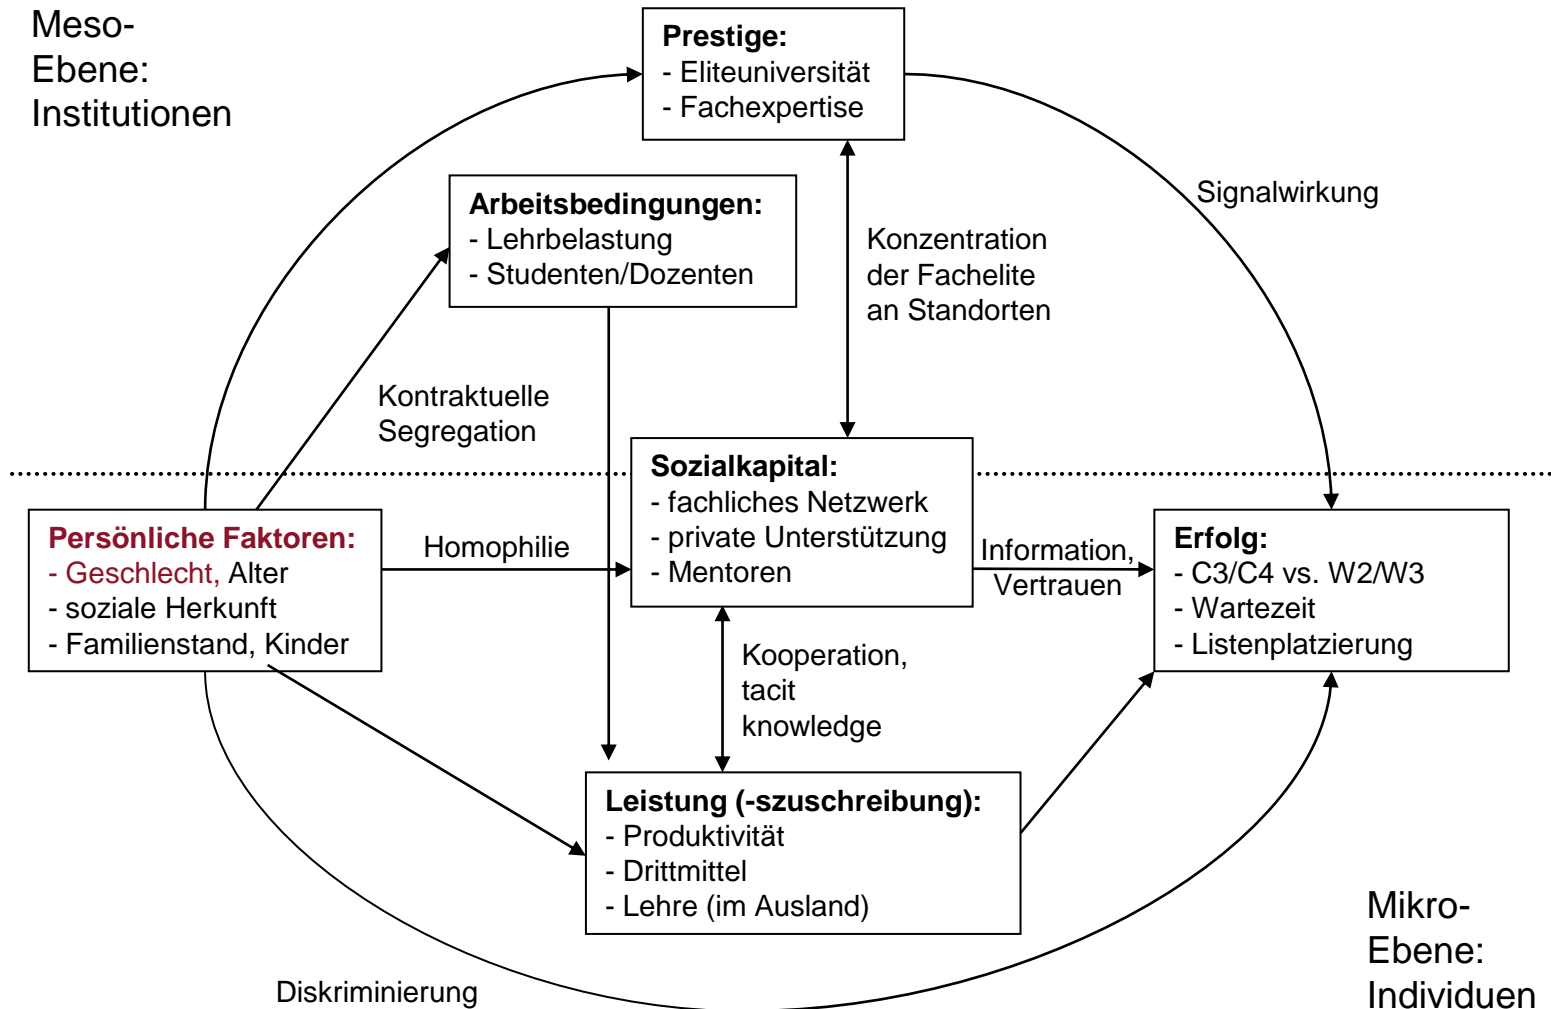 Meso-
Ebene:
Institutionen
Prestige:
- Eliteuniversität
- Fachexpertise
Signalwirkung
Arbeitsbedingungen:
- Lehrbelastung
- Studenten/Dozenten
Konzentration
der Fachelite
an Standorten
Kontraktuelle
Segregation
Sozialkapital:
- fachliches Netzwerk
- private Unterstützung
- Mentoren
Persönliche Faktoren:
- Geschlecht, Alter
- soziale Herkunft
- Familienstand, Kinder
Homophilie
Information,
Vertrauen
Erfolg:
- C3/C4 vs. W2/W3
- Wartezeit
- Listenplatzierung
Kooperation,
tacit
knowledge
Leistung (-szuschreibung):
- Produktivität
- Drittmittel
- Lehre (im Ausland)
Diskriminierung
Mikro-
Ebene:
Individuen